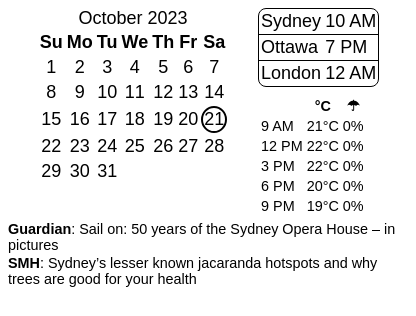 October 2023
Su Mo Tu We Th Fr Sa
1 2 3 4 5 6 7
8 9 10 11 12 13 14
15 16 17 18 19 20 21
22 23 24 25 26 27 28
29 30 31
Sydney 10 AM
Ottawa 7 PM
London 12 AM
°C ☂
9 AM 21°C 0%
12 PM 22°C 0%
3 PM 22°C 0%
6 PM 20°C 0%
9 PM 19°C 0%
Guardian: Sail on: 50 years of the Sydney Opera House – in
pictures
SMH: Sydney's lesser known jacaranda hotspots and why
trees are good for your health